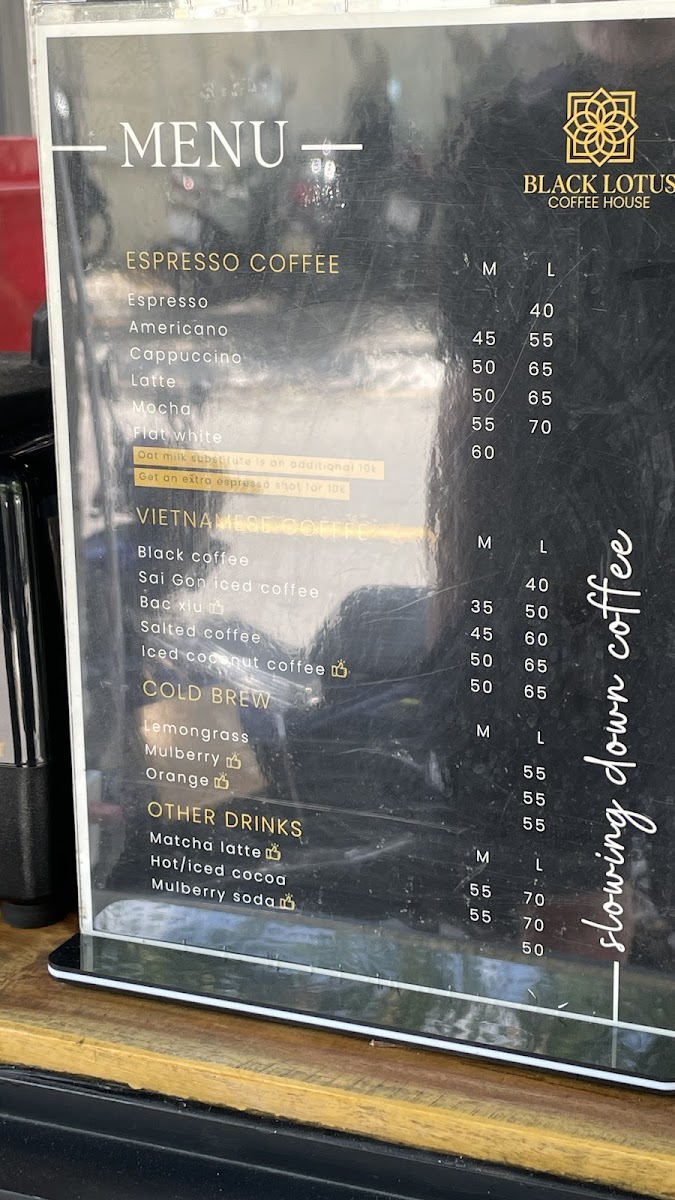 MENU
BLACK LOTUS
COFFEE HOUSE
ESPRESSO COFFEE M L
Espresso 40
Americano 45 55
Cappuccino 50 65
Latte 50 65
Mocha 55 70
Flat white 60
Oat milk substitute is an additional 10k
Get an extra espresso shot for 10k
VIETNAMESE COFFEE M L
Black coffee 40
Sai Gon iced coffee 35 50
Bac xiu 45 60
Salted coffee 50 65
Iced coconut coffee 50 65
COLD BREW M L
Lemongrass 55
Mulberry 55
Orange 55
OTHER DRINKS M L
Matcha latte 55 70
Hot/iced cocoa 55 70
Mulberry soda 50
slowing down coffee